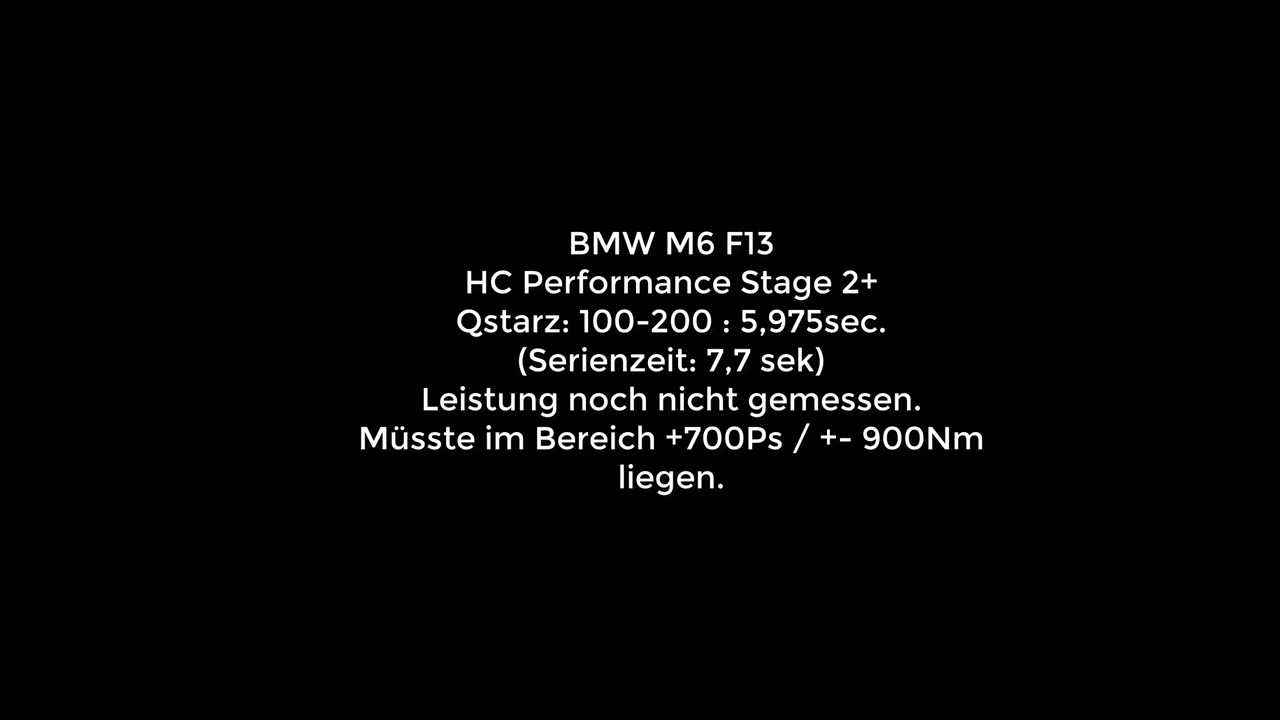 BMW M6 F13
HC Performance Stage 2+
Qstarz: 100-200 : 5,975sec.
(Serienzeit: 7,7 sek)
Leistung noch nicht gemessen.
Müsste im Bereich +700Ps / +- 900Nm
liegen.